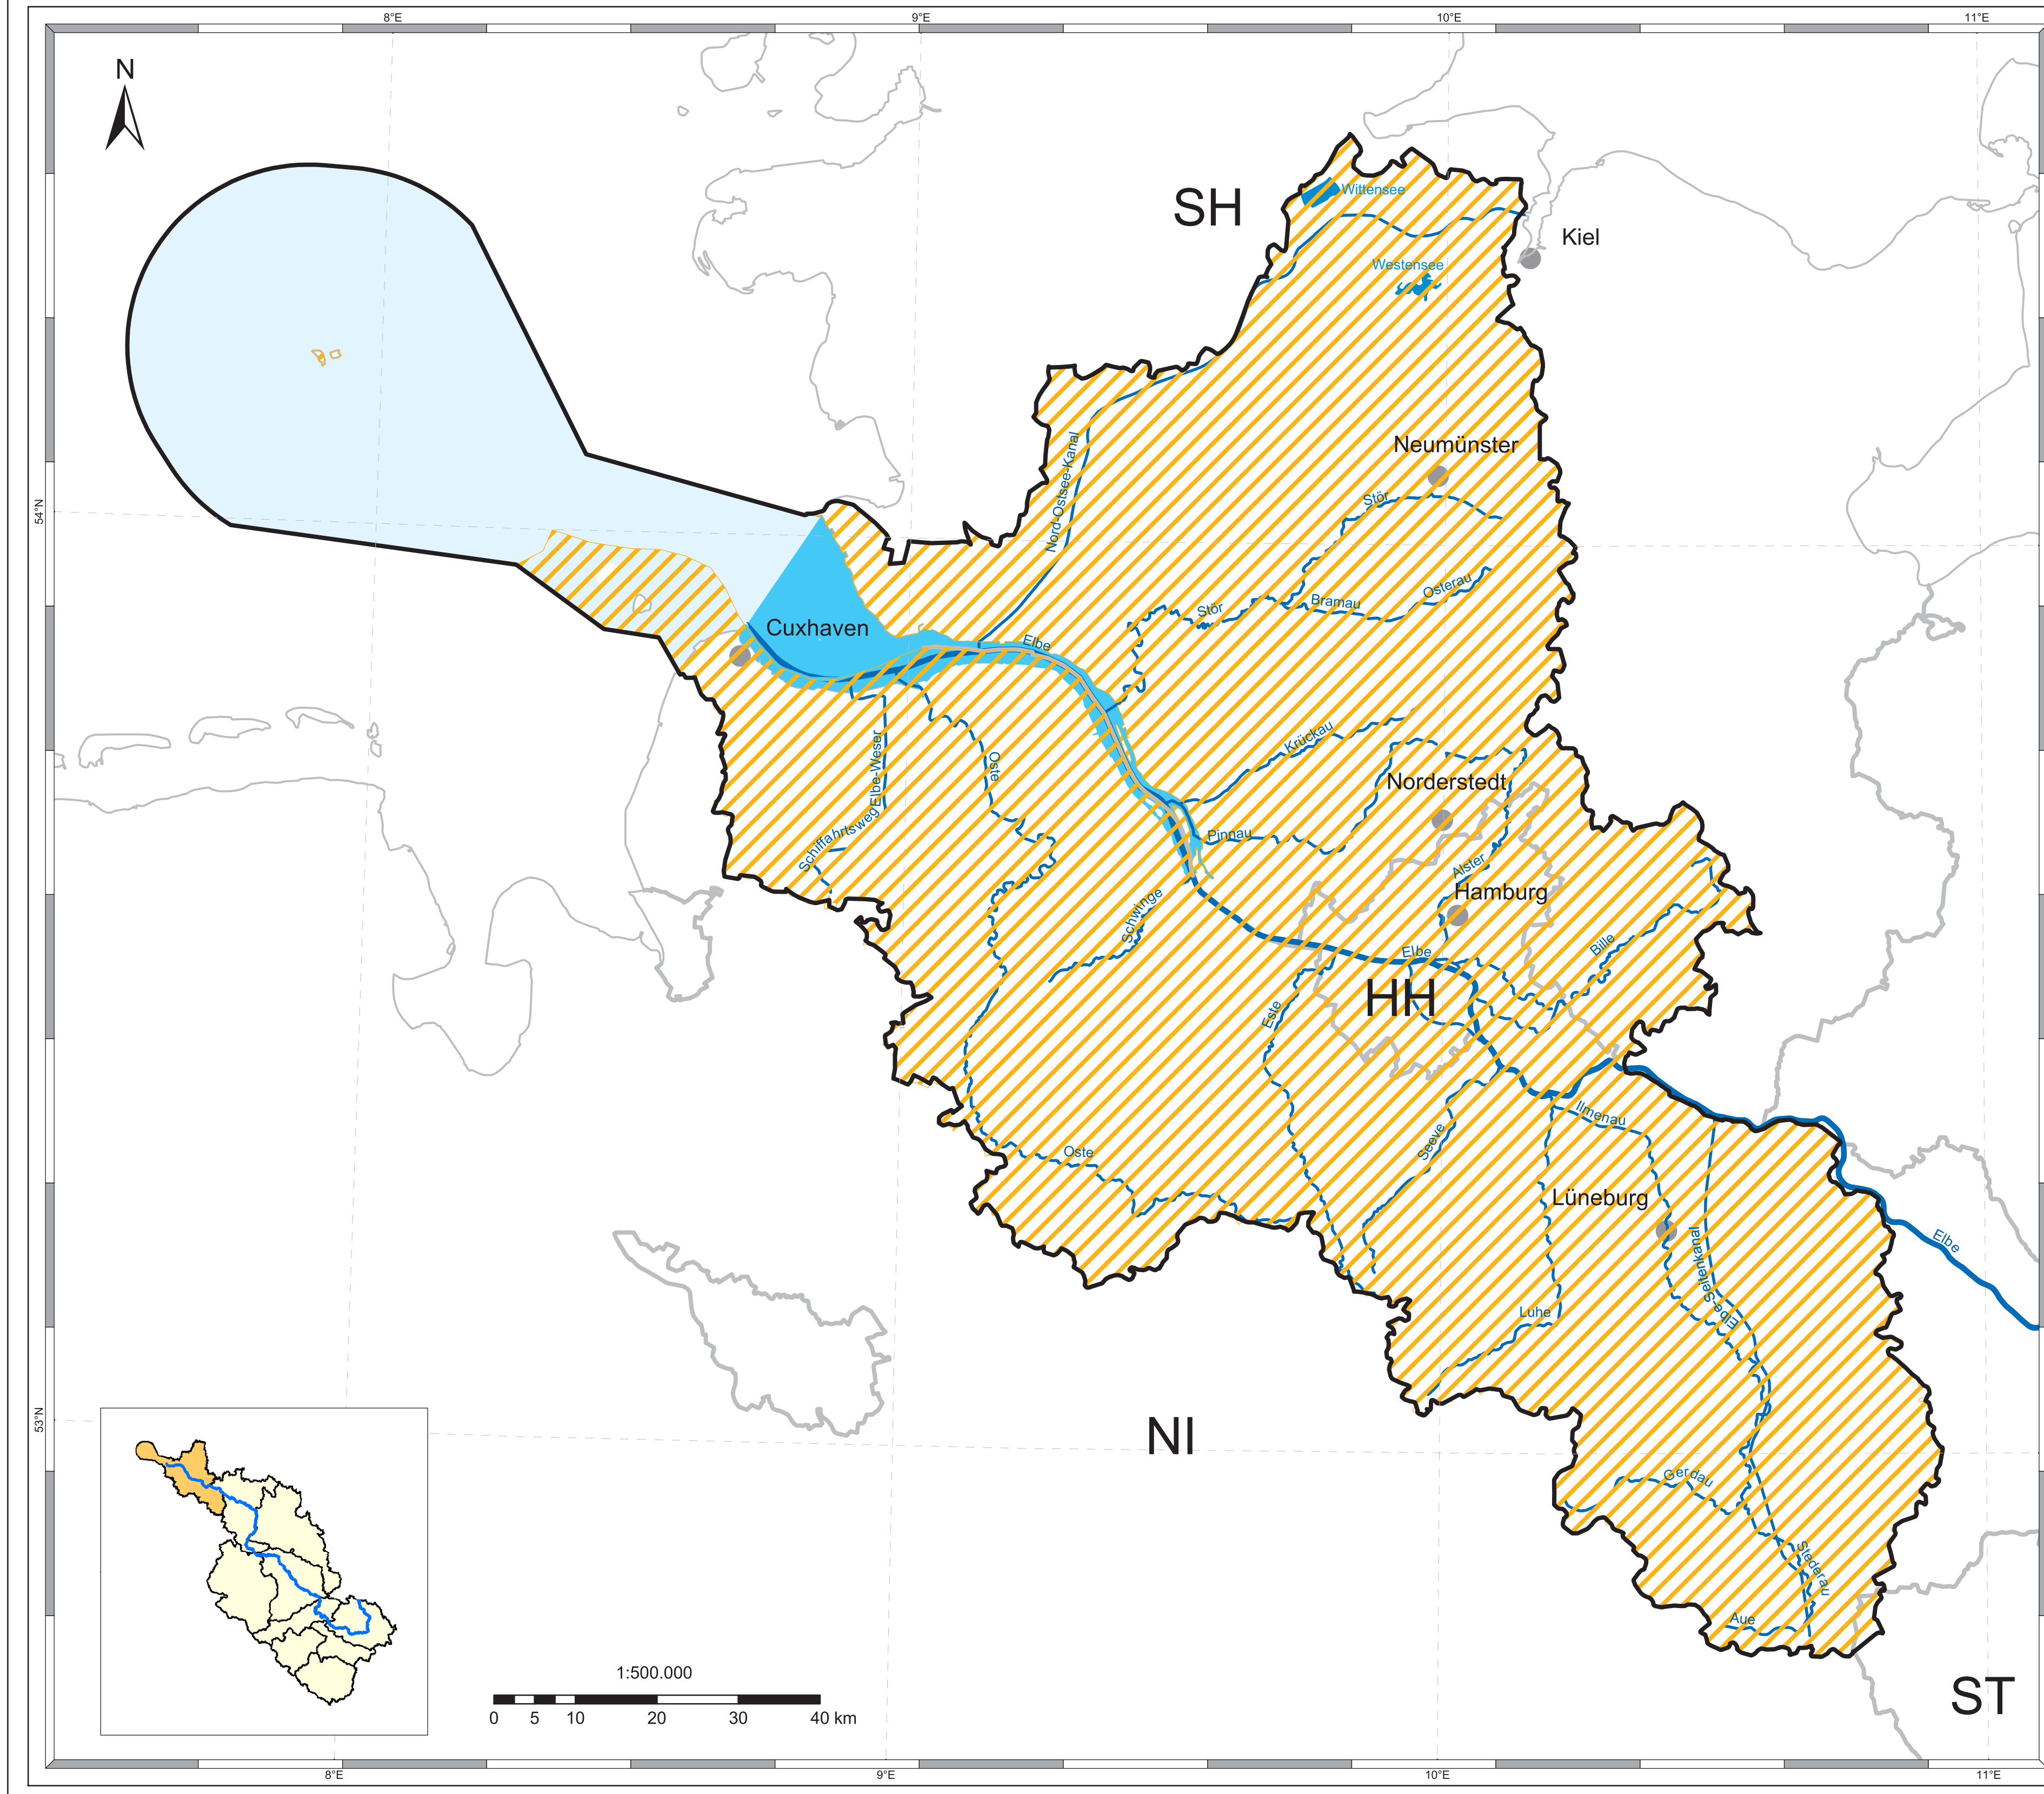 8°E
9°E
10°E
11°E
N
SH
Wittensee
Kiel
Westensee
Neumünster
Nord-Ostsee-Kanal
Stör
54°N
Osterau
Bramau
Stör
Cuxhaven
Elbe
Krückau
Elbe-Weser
Oste
Norderstedt
Schiffahrtsweg
Pinnau
Alster
Hamburg
Schwinge
Bille
Elbe
HH
Este
Ilmenau
Seeve
Oste
Lüneburg
Elbe
Elbe-Seitenkanal
Luhe
53°N
NI
Gerdau
Stederau
Aue
1:500.000
0 5 10 20 30 40 km
ST
8°E
9°E
10°E
11°E